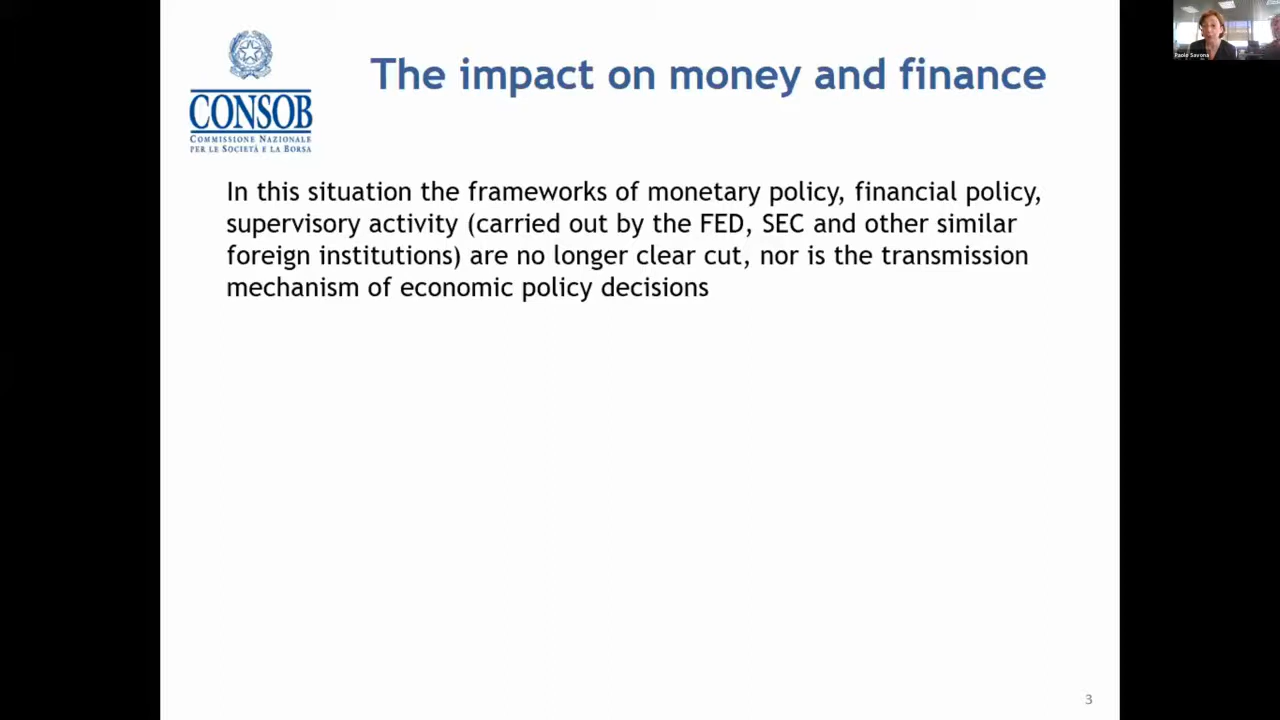 The impact on money and finance
CONSOB
COMMISSIONE NAZIONALE
PER LE SOCIETÀ E LA BORSA
In this situation the frameworks of monetary policy, financial policy,
supervisory activity (carried out by the FED, SEC and other similar
foreign institutions) are no longer clear cut, nor is the transmission
mechanism of economic policy decisions
Paolo Savona
3